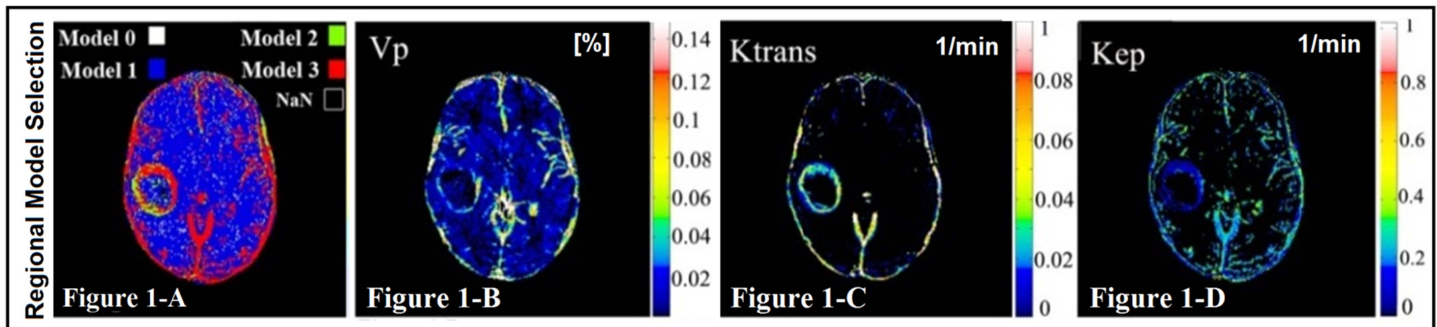 Regional Model Selection
Model 0
Model 2
Model 1
Model 3
NaN
Figure 1-A
Vp
[%]
0.14
0.12
0.1
0.08
0.06
0.04
0.02
Figure 1-B
Ktrans
1/min
1
0.08
0.06
0.04
0.02
0
Figure 1-C
Kep
1/min
1
0.8
0.6
0.4
0.2
0
Figure 1-D